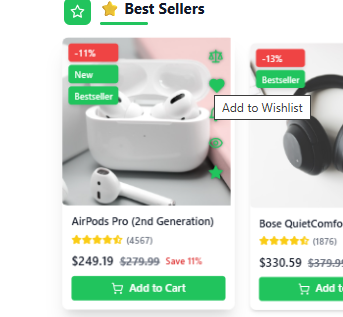 ⭐ Best Sellers
-11%
New
Bestseller
-13%
Bestseller
Add to Wishlist
AirPods Pro (2nd Generation)
(4567)
$249.19 $279.99 Save 11%
Add to Cart
Bose QuietComfo
(1876)
$330.59 $379.9
Add t